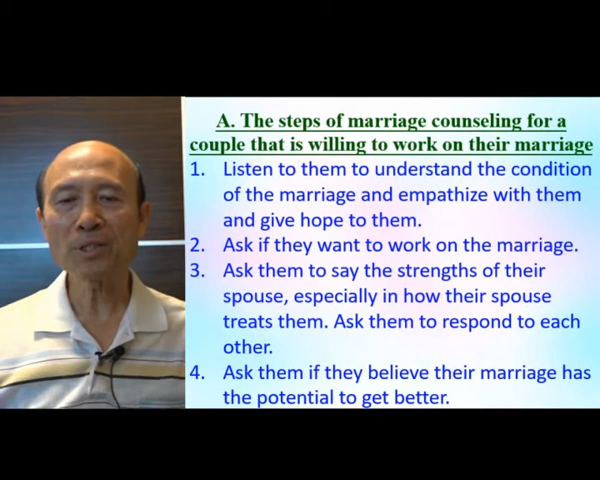 A. The steps of marriage counseling for a
couple that is willing to work on their marriage
1. Listen to them to understand the condition
of the marriage and empathize with them
and give hope to them.
2. Ask if they want to work on the marriage.
3. Ask them to say the strengths of their
spouse, especially in how their spouse
treats them. Ask them to respond to each
other.
4. Ask them if they believe their marriage has
the potential to get better.